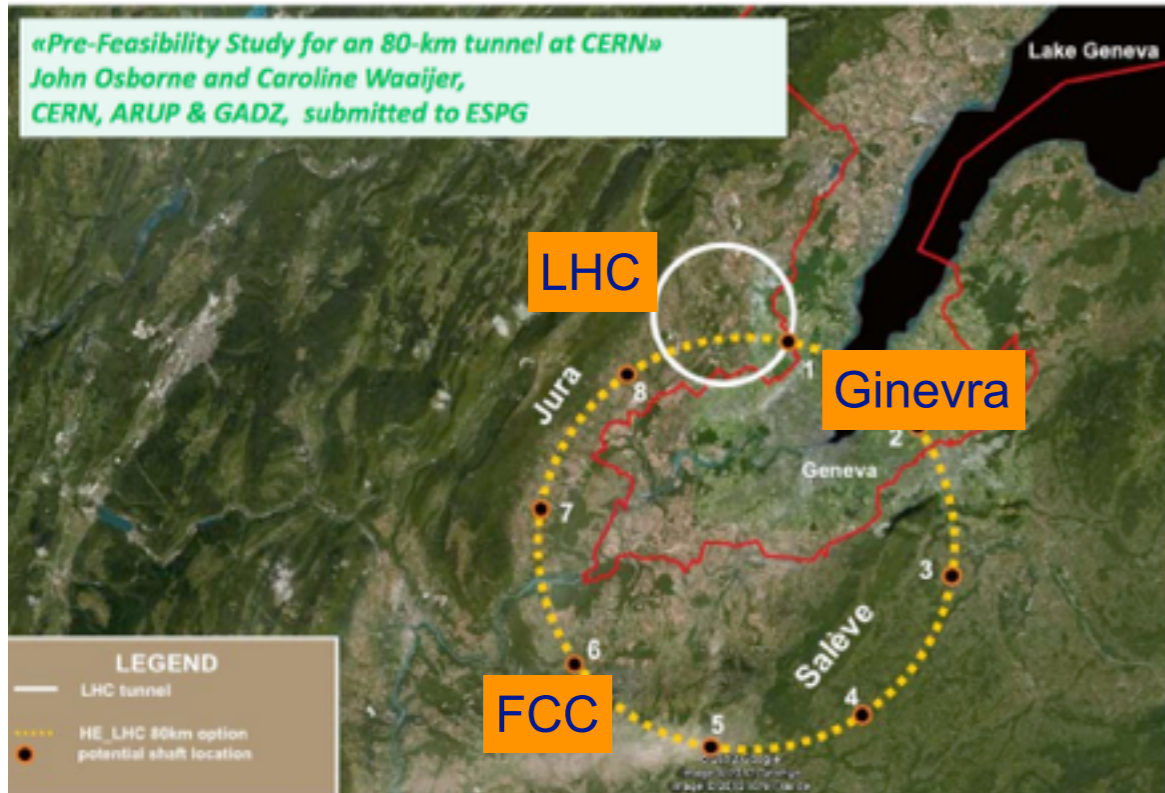 «Pre-Feasibility Study for an 80-km tunnel at CERN»
John Osborne and Caroline Waaijer,
CERN, ARUP & GADZ, submitted to ESPG
Lake Geneva
LHC
1
Ginevra
8
Jura
2
Geneva
7
3
Salève
6
4
FCC
5
LEGEND
LHC tunnel
HE_LHC 80km option
potential shaft location